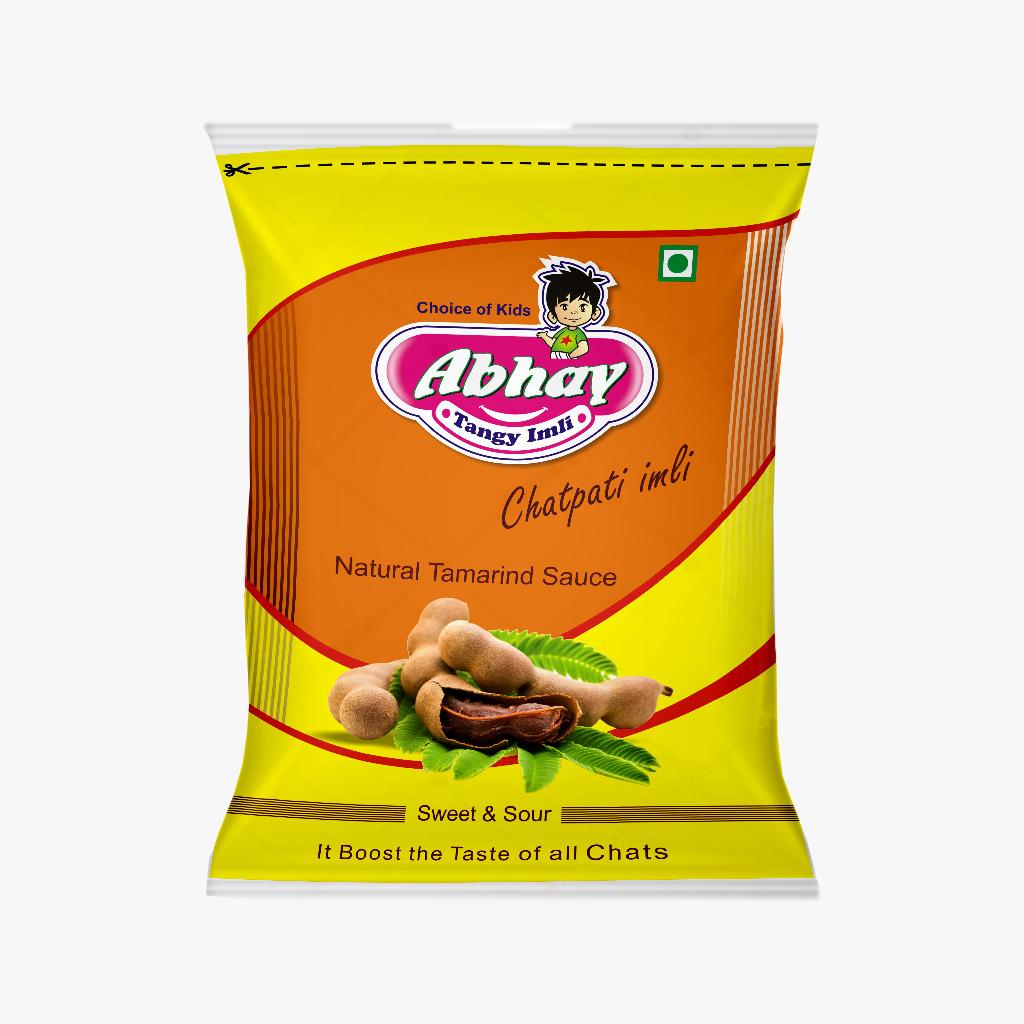 Choice of Kids
Abhay
Tangy Imli
Chatpati imli
Natural Tamarind Sauce
Sweet & Sour
It Boost the Taste of all Chats